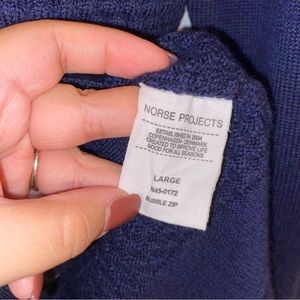 NORSE PROJECTS
ESTABLISHED IN 2004
COPENHAGEN DENMARK
CREATED TO IMPROVE LIFE
GOOD FOR ALL SEASONS
LARGE
N45-0172
BUBBLE ZIP